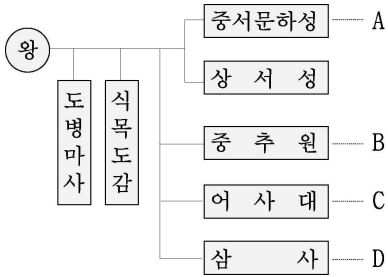 왕
도병마사
식목도감
중서문하성 A
상서성
중추원 B
어사대 C
삼사 D